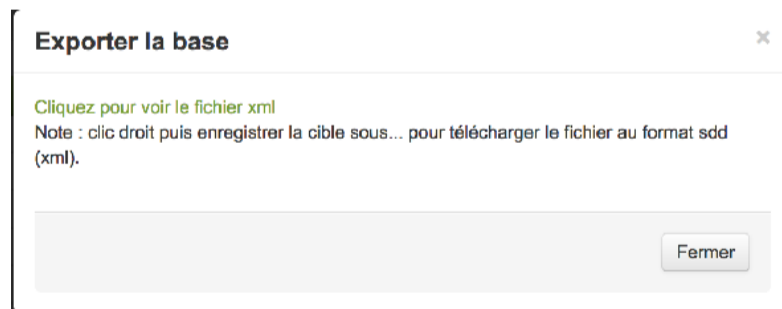 Exporter la base
×
Cliquez pour voir le fichier xml
Note : clic droit puis enregistrer la cible sous... pour télécharger le fichier au format sdd
(xml).
Fermer